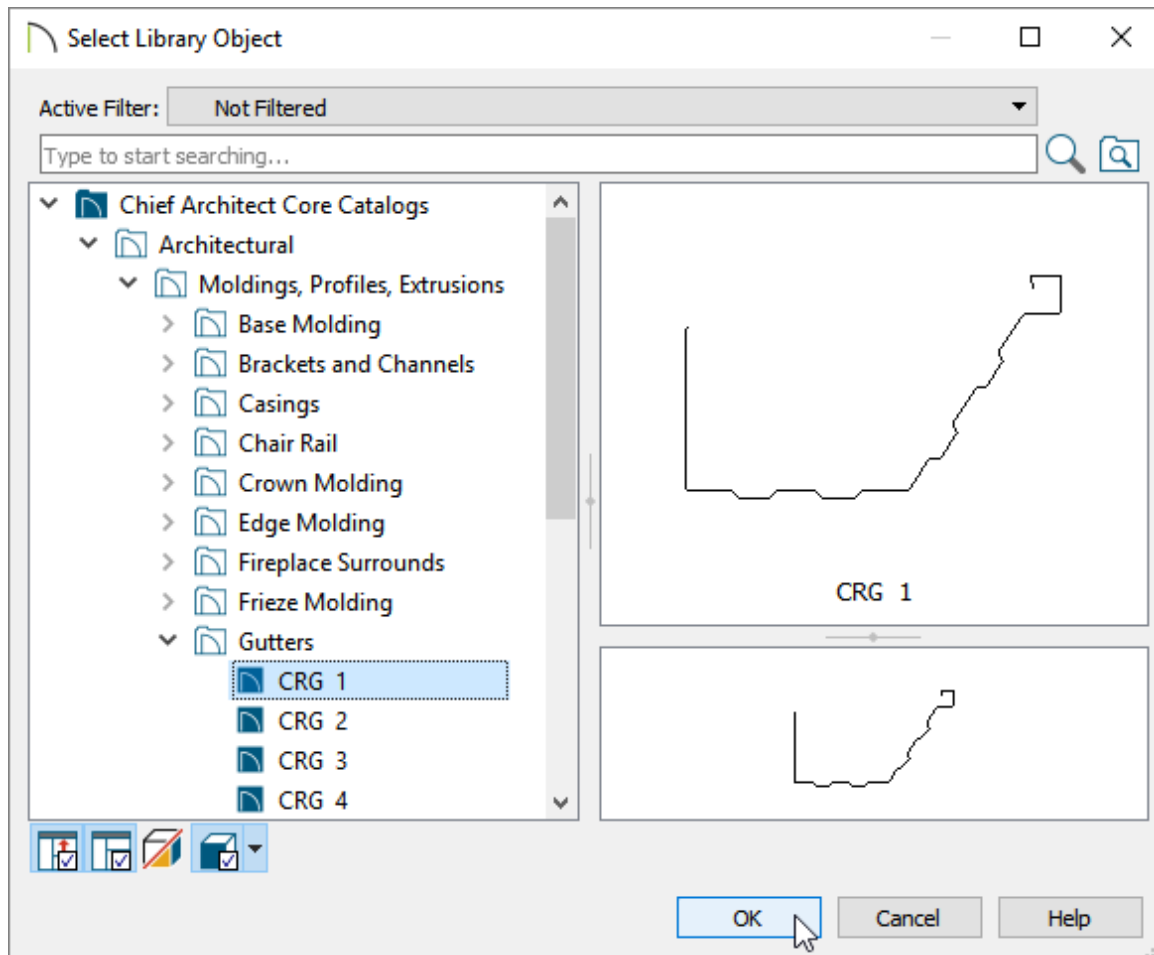 Select Library Object
Active Filter: Not Filtered
Type to start searching...
Chief Architect Core Catalogs
Architectural
Moldings, Profiles, Extrusions
Base Molding
Brackets and Channels
Casings
Chair Rail
Crown Molding
Edge Molding
Fireplace Surrounds
Frieze Molding
Gutters
CRG 1
CRG 2
CRG 3
CRG 4
CRG 1
OK Cancel Help